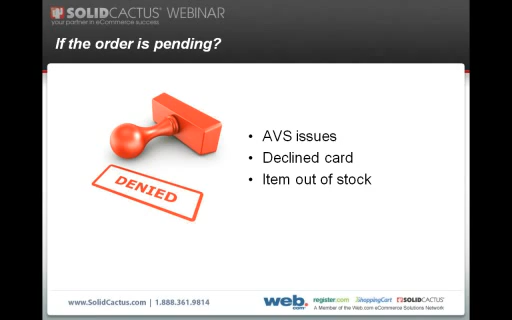 SOLIDCACTUS WEBINAR
your partner in eCommerce success
If the order is pending?
DENIED
• AVS issues
• Declined card
• Item out of stock
www.SolidCactus.com | 1.888.361.9814
web.com register.com ShoppingCart SOLIDCACTUS
A Member of the Web.com eCommerce Solutions Network